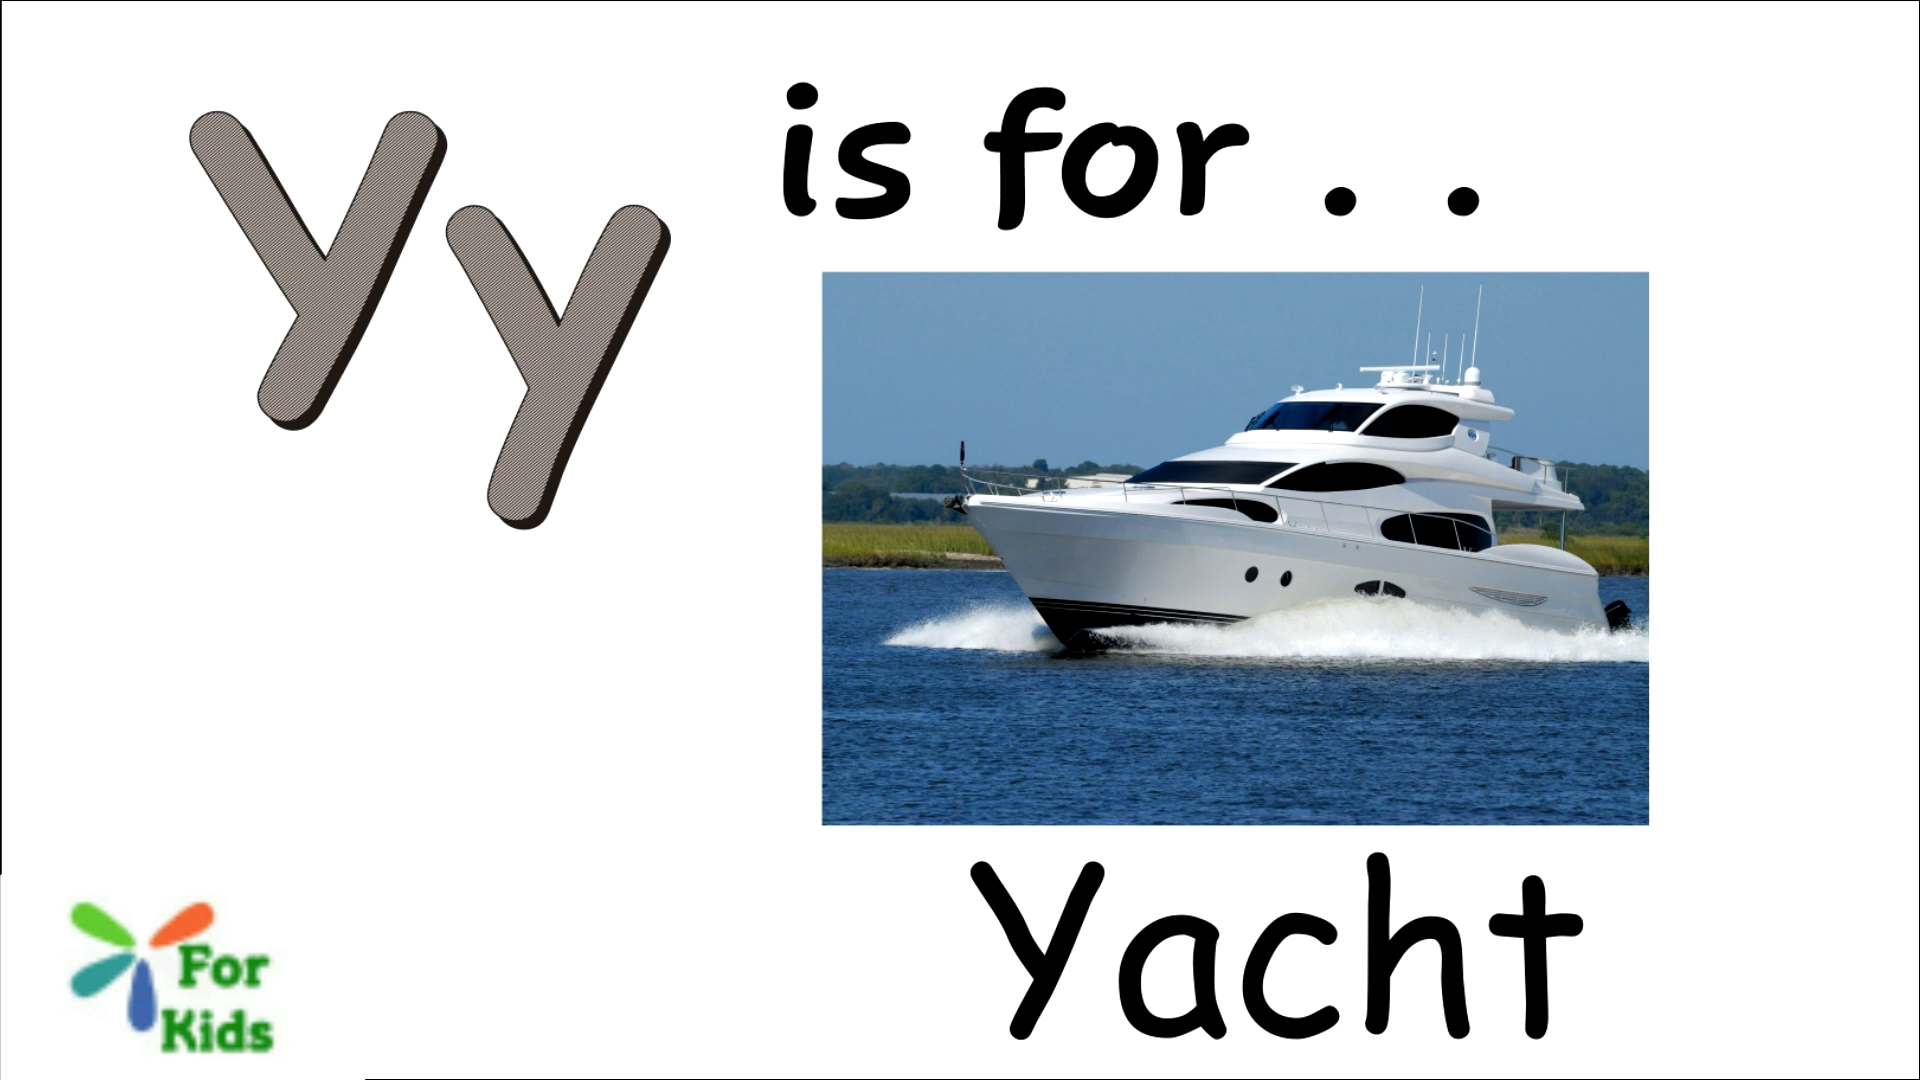 Yy is for . .
Yacht
For
Kids